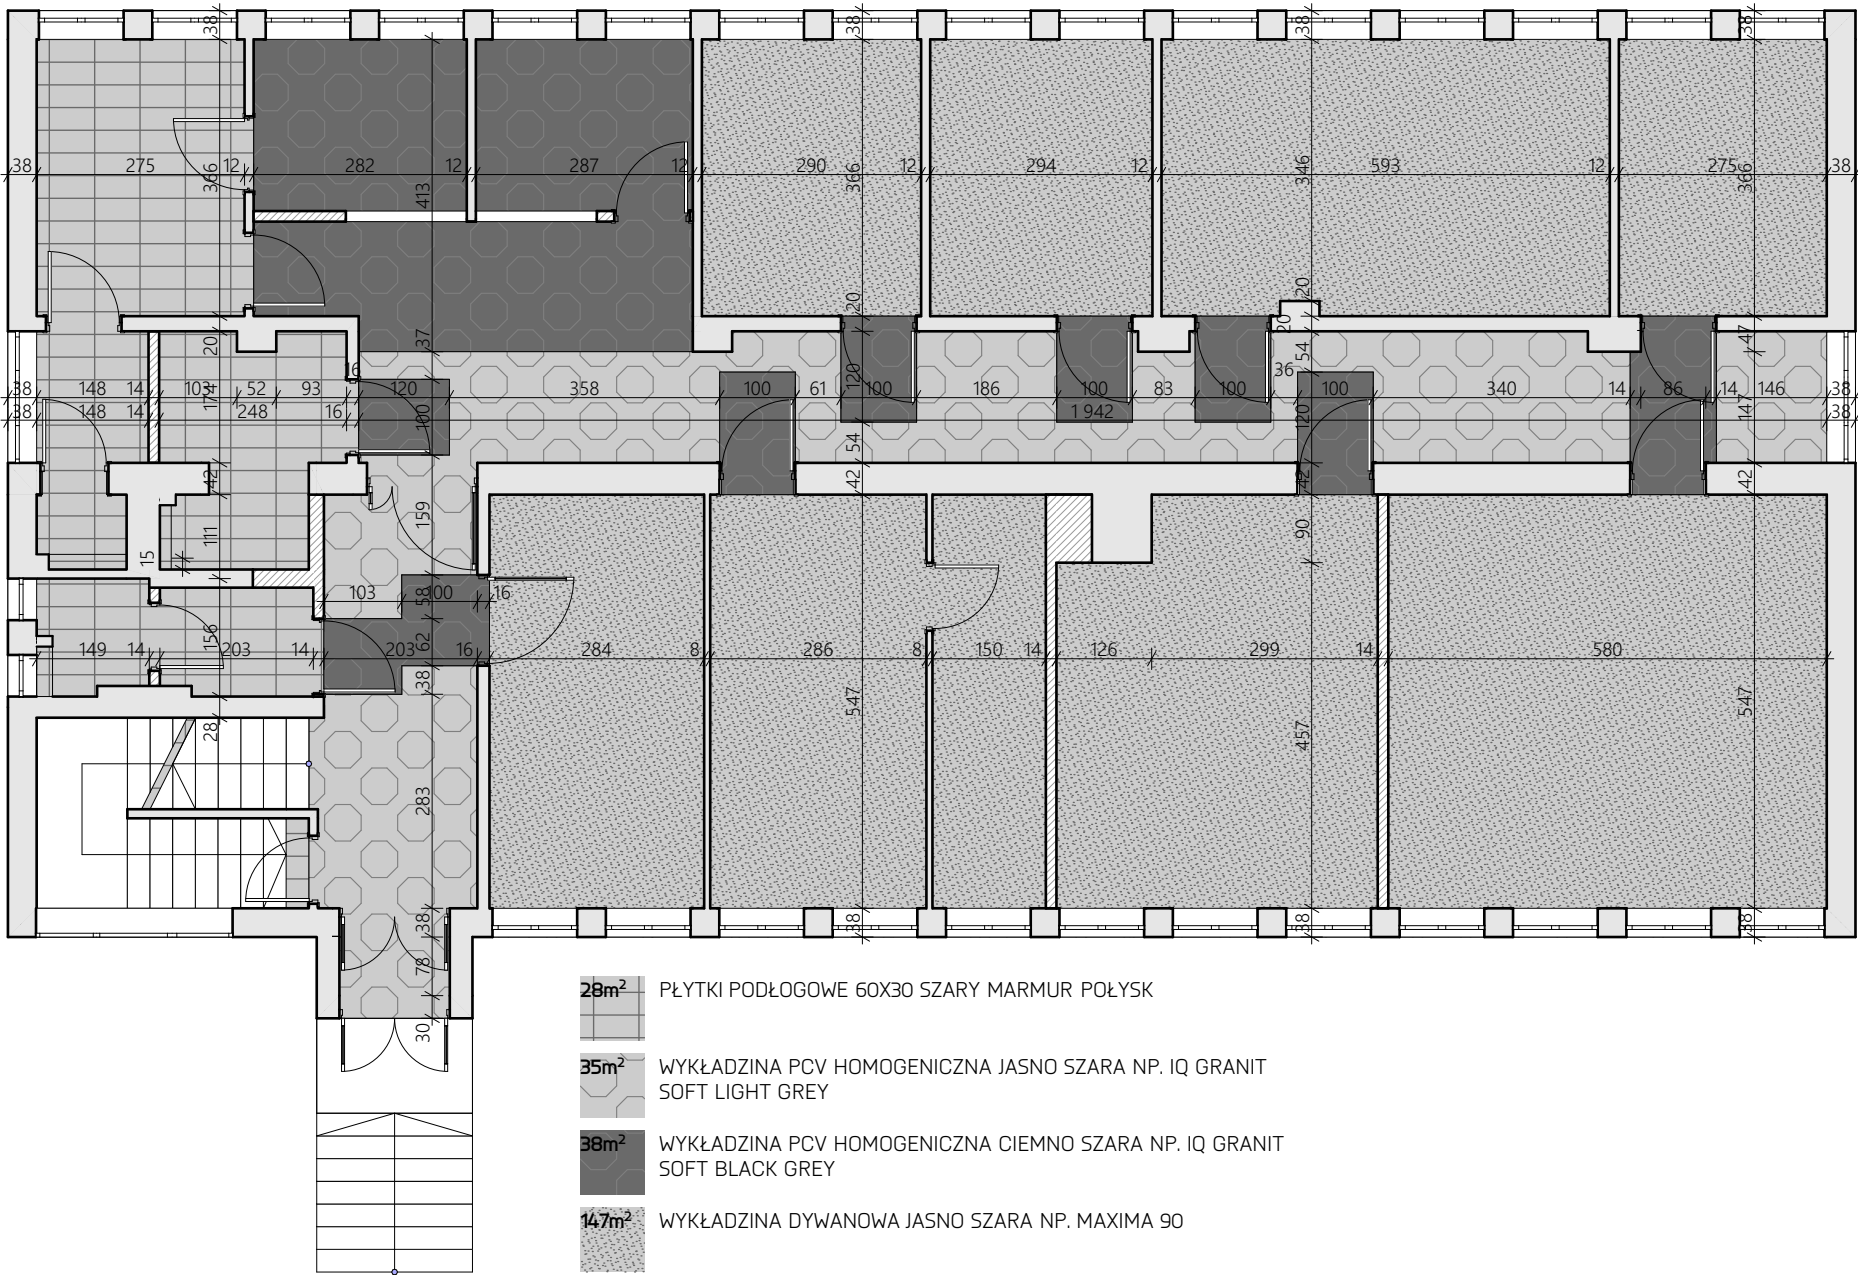 38 38 38 38
38 275 12 282 12 287 12 290 12 294 12 593 12 275 38
366 413 366 346 366
20 37 20 20 20 47
16 54 36
38 148 14 103 52 93 120 358 100 61 100 186 100 83 100 100 340 14 86 14 146 38
174 100 120 120 147
38 148 14 248 16 1 942 38
54
42 42 42 42
159
111 90
15
103 100 16
58
156 62
149 14 203 14 203 16 284 8 286 8 150 14 126 299 14 580
38
28 547 457 547
283
38 38 38 38
78
30
28m²
PŁYTKI PODŁOGOWE 60X30 SZARY MARMUR POŁYSK
35m²
WYKŁADZINA PCV HOMOGENICZNA JASNO SZARA NP. IQ GRANIT
SOFT LIGHT GREY
38m²
WYKŁADZINA PCV HOMOGENICZNA CIEMNO SZARA NP. IQ GRANIT
SOFT BLACK GREY
147m²
WYKŁADZINA DYWANOWA JASNO SZARA NP. MAXIMA 90